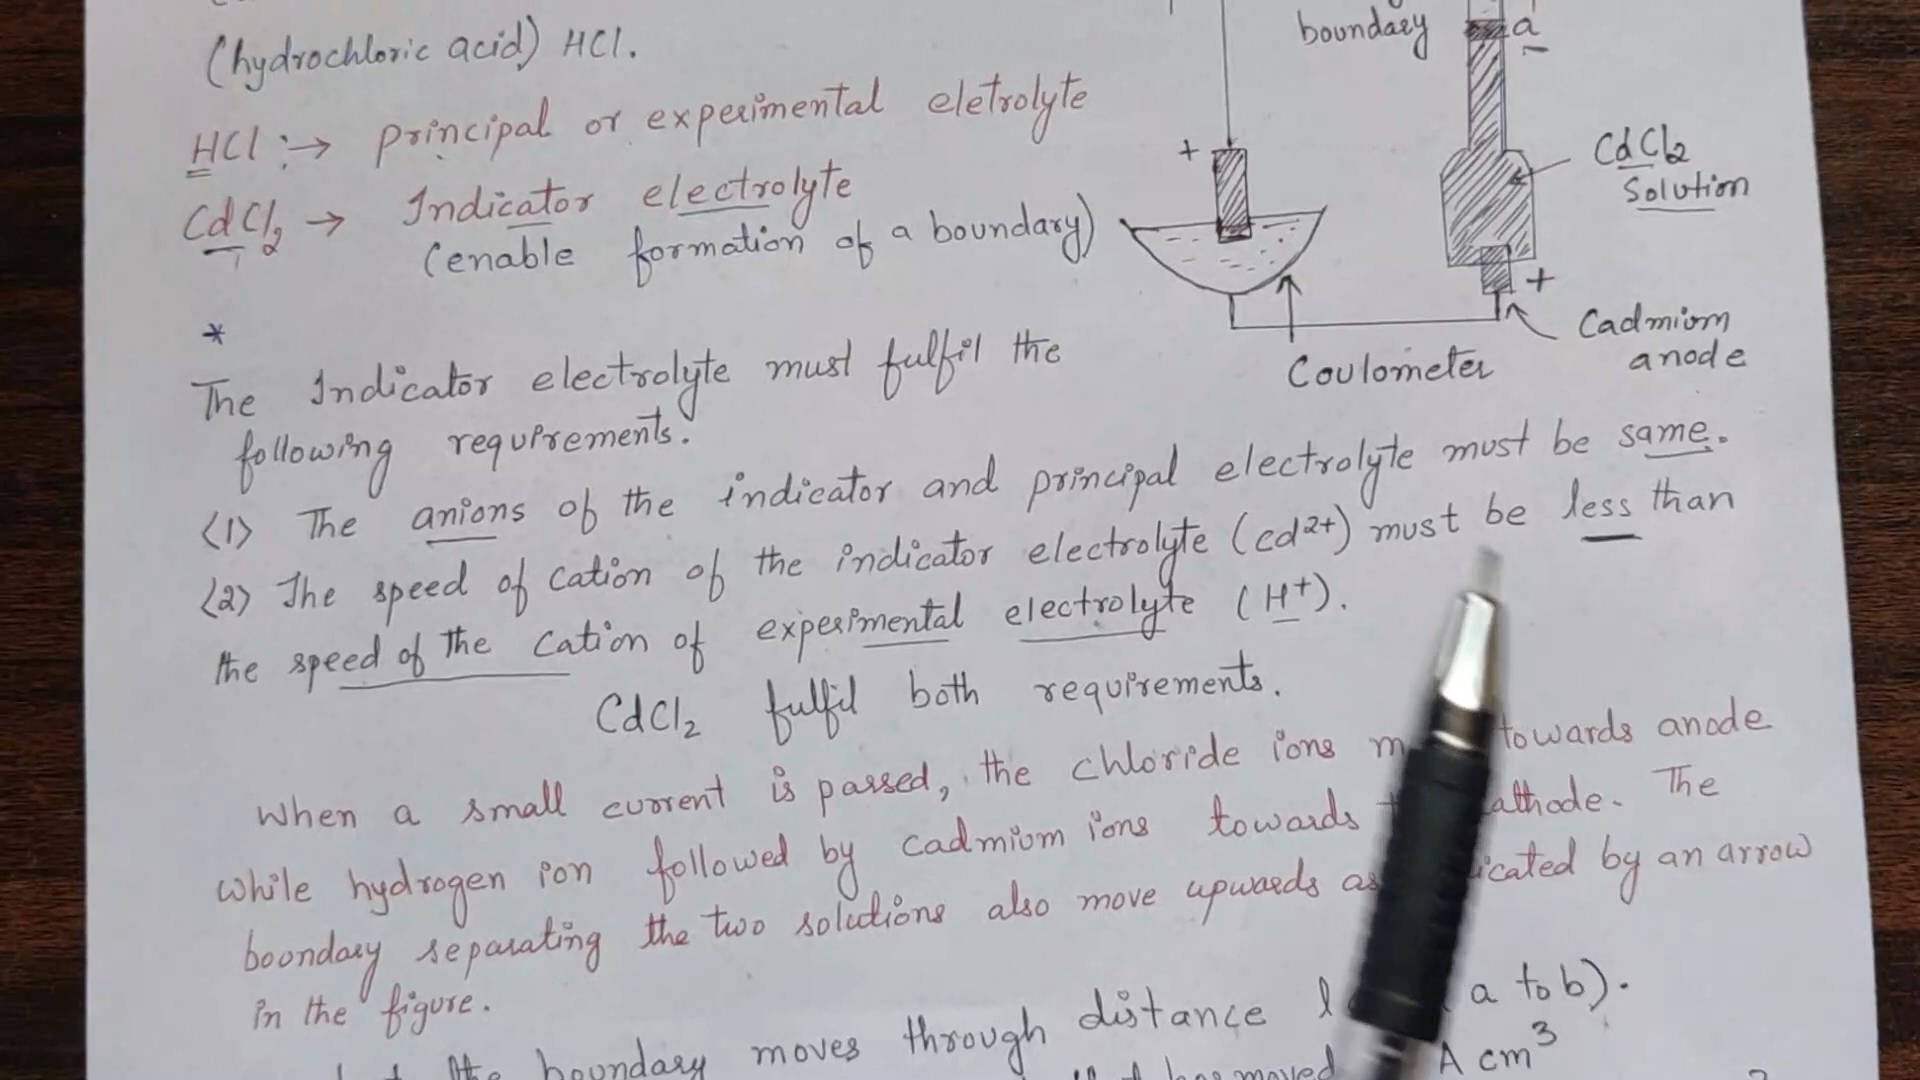 (hydrochloric acid) HCl.
HCl :→ principal or experimental eletrolyte
CdCl2 → Indicator electrolyte
(enable formation of a boundary)
boundary a
+
CdCl2
Solution
+
Cadmium
anode
Coulometer
*
The Indicator electrolyte must fulfil the
following requirements.
(1) The anions of the indicator and principal electrolyte must be same.
(2) The speed of cation of the indicator electrolyte (cd2+) must be less than
the speed of the cation of experimental electrolyte (H+).
CdCl2 fulfil both requirements.
When a small current is passed, the chloride ions towards anode
while hydrogen ion followed by cadmium ions towards . The
boundary separating the two solutions also move upwards as by an arrow
in the figure.
the boundary moves through distance l a to b).
moved A cm3